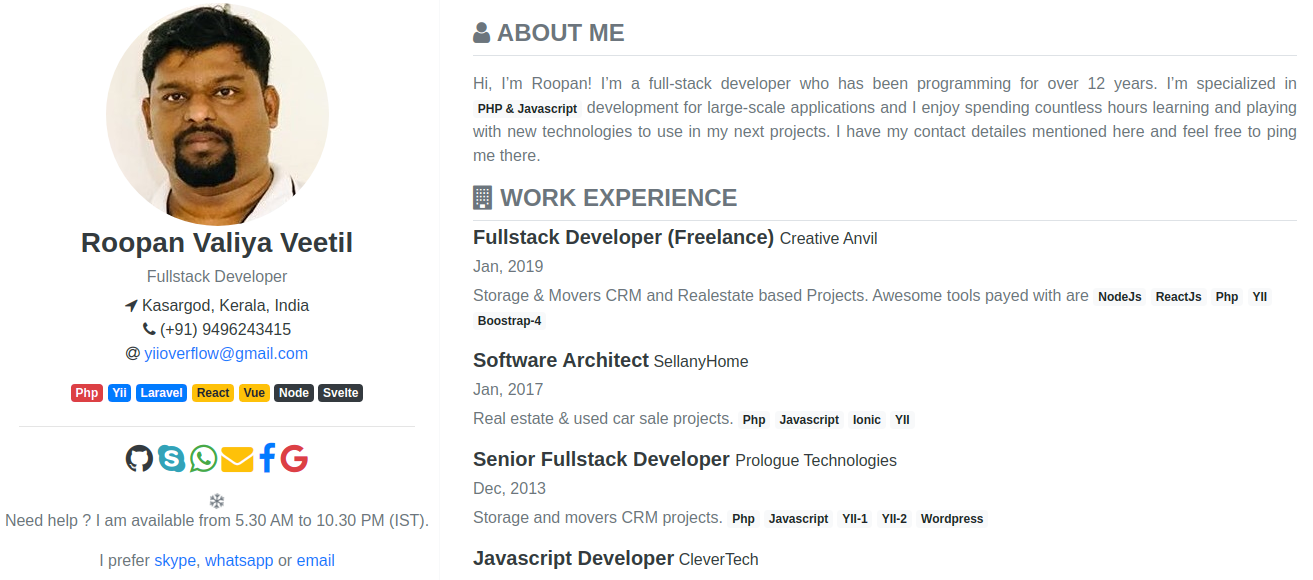 Roopan Valiya Veetil
Fullstack Developer
Kasargod, Kerala, India
(+91) 9496243415
@ yiioverflow@gmail.com
Php Yii Laravel React Vue Node Svelte
Need help ? I am available from 5.30 AM to 10.30 PM (IST).
I prefer skype, whatsapp or email
ABOUT ME
Hi, I'm Roopan! I'm a full-stack developer who has been programming for over 12 years. I'm specialized in
PHP & Javascript development for large-scale applications and I enjoy spending countless hours learning and playing
with new technologies to use in my next projects. I have my contact detailes mentioned here and feel free to ping
me there.
WORK EXPERIENCE
Fullstack Developer (Freelance) Creative Anvil
Jan, 2019
Storage & Movers CRM and Realestate based Projects. Awesome tools payed with are NodeJs ReactJs Php YII
Boostrap-4
Software Architect SellanyHome
Jan, 2017
Real estate & used car sale projects. Php Javascript Ionic YII
Senior Fullstack Developer Prologue Technologies
Dec, 2013
Storage and movers CRM projects. Php Javascript YII-1 YII-2 Wordpress
Javascript Developer CleverTech